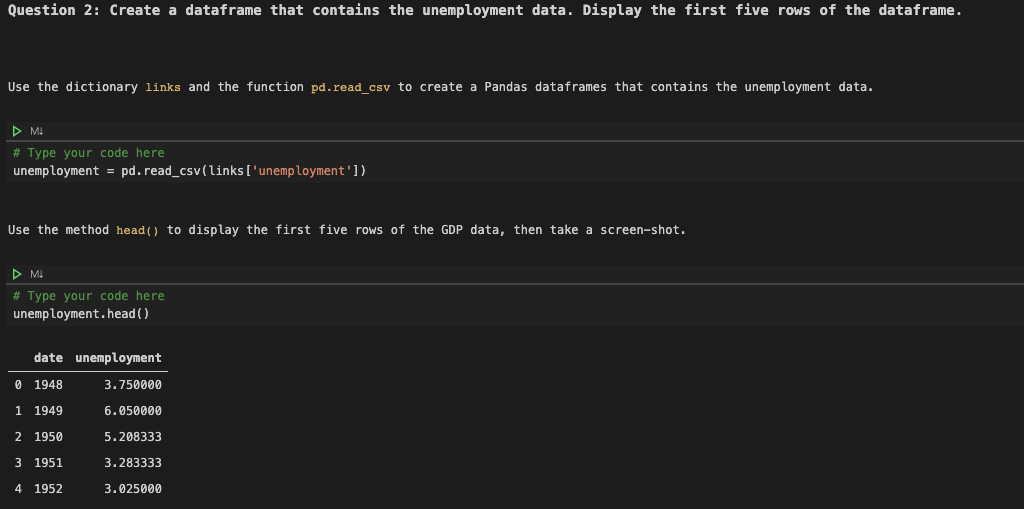 Question 2: Create a dataframe that contains the unemployment data. Display the first five rows of the dataframe.
Use the dictionary links and the function pd.read_csv to create a Pandas dataframes that contains the unemployment data.
M↓
# Type your code here
unemployment = pd.read_csv(links['unemployment'])
Use the method head() to display the first five rows of the GDP data, then take a screen-shot.
M↓
# Type your code here
unemployment.head()
date unemployment
0 1948 3.750000
1 1949 6.050000
2 1950 5.208333
3 1951 3.283333
4 1952 3.025000